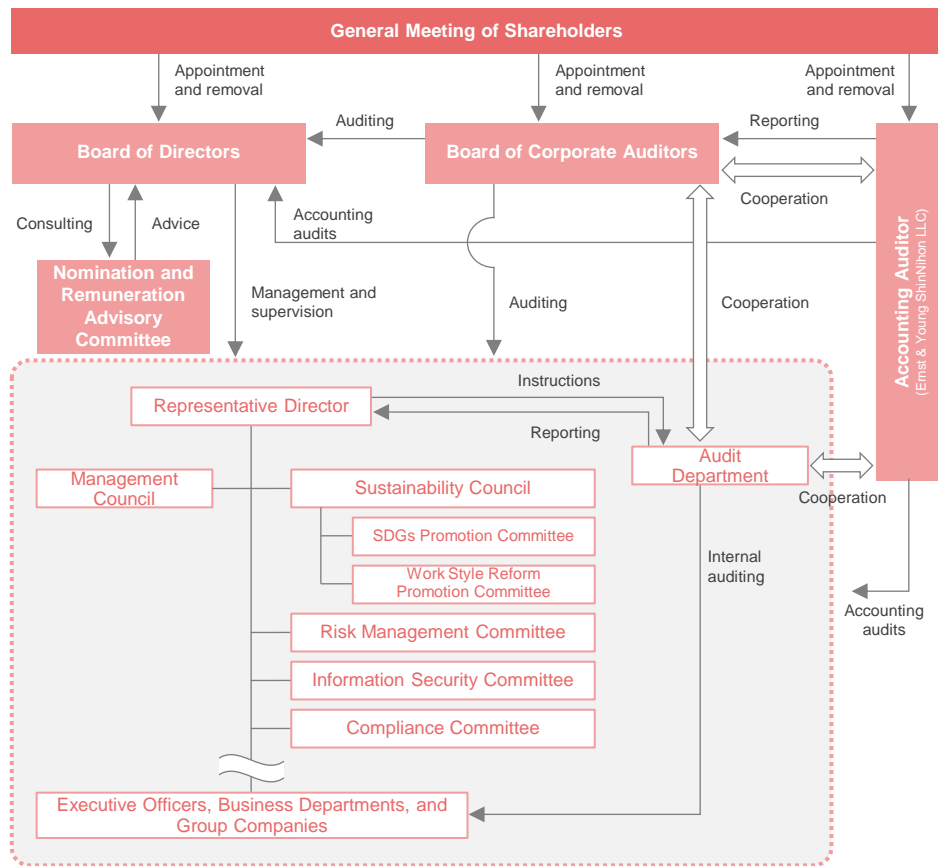 General Meeting of Shareholders
Appointment
and removal
Appointment
and removal
Appointment
and removal
Board of Directors
Auditing
Board of Corporate Auditors
Reporting
Cooperation
Accounting Auditor
(Ernst & Young ShinNihon LLC)
Consulting
Advice
Accounting
audits
Nomination and
Remuneration
Advisory
Committee
Management and
supervision
Auditing
Cooperation
Representative Director
Instructions
Reporting
Audit
Department
Cooperation
Management
Council
Sustainability Council
SDGs Promotion Committee
Work Style Reform
Promotion Committee
Internal
auditing
Accounting
audits
Risk Management Committee
Information Security Committee
Compliance Committee
Executive Officers, Business Departments, and
Group Companies